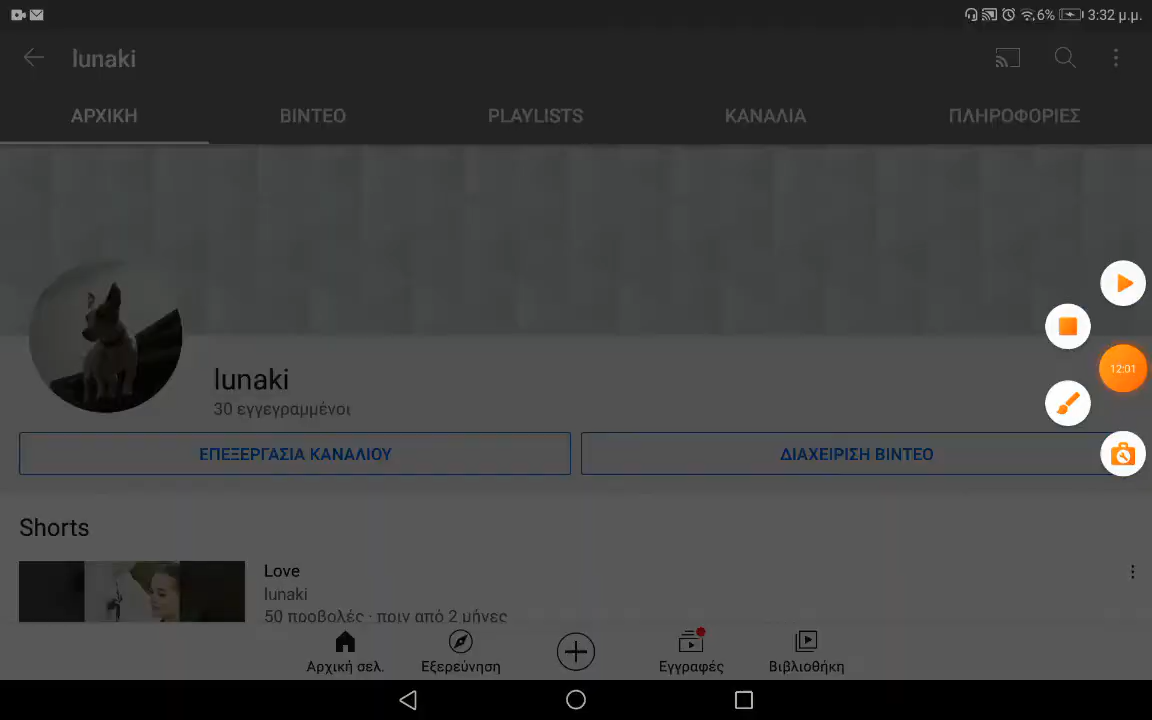 6% 3:32 μ.μ.
lunaki
ΑΡΧΙΚΗ ΒΙΝΤΕΟ PLAYLISTS ΚΑΝΑΛΙΑ ΠΛΗΡΟΦΟΡΙΕΣ
lunaki
30 εγγεγραμμένοι
ΕΠΕΞΕΡΓΑΣΙΑ ΚΑΝΑΛΙΟΥ ΔΙΑΧΕΙΡΙΣΗ ΒΙΝΤΕΟ
12:01
Shorts
Love
lunaki
50 προβολές · πριν από 2 μήνες
Αρχική σελ. Εξερεύνηση Εγγραφές Βιβλιοθήκη